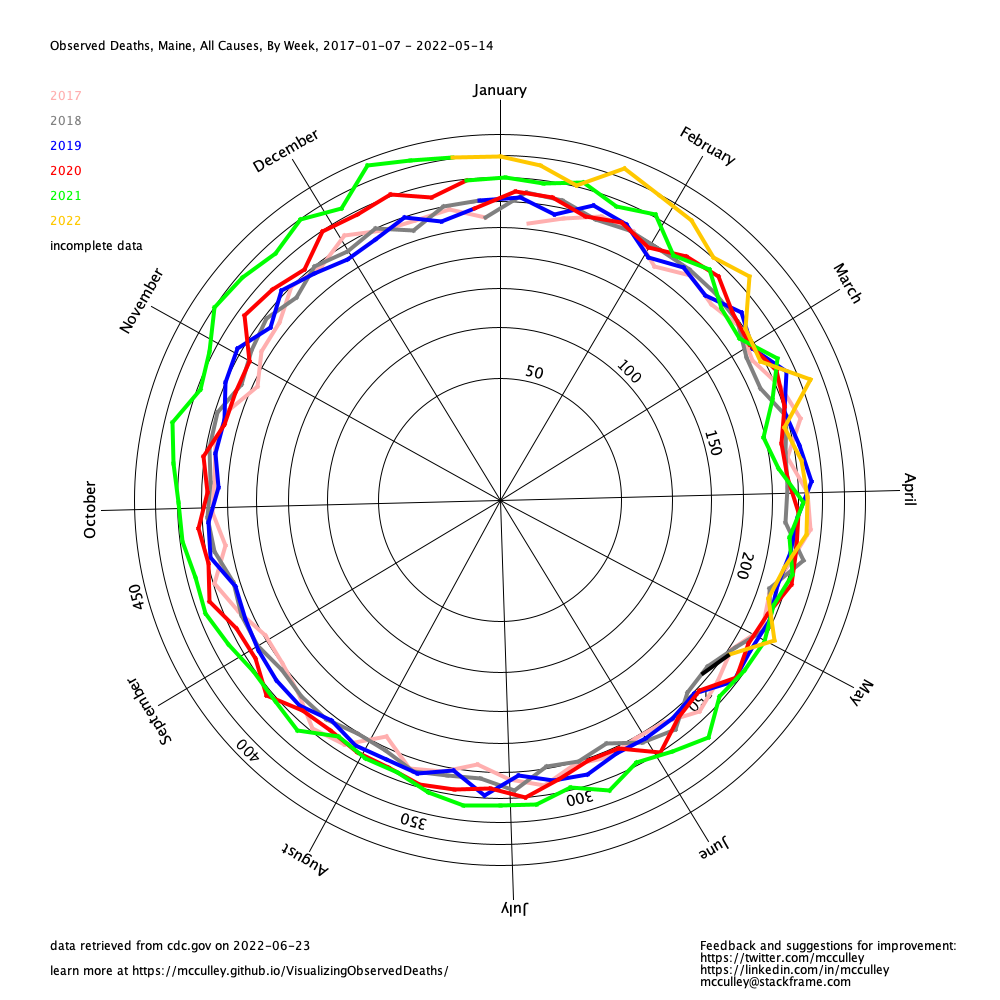 Observed Deaths, Maine, All Causes, By Week, 2017-01-07 - 2022-05-14
2017
2018
2019
2020
2021
2022
incomplete data
January
February
March
April
May
June
July
August
September
October
November
December
50
100
150
200
250
300
350
400
450
data retrieved from cdc.gov on 2022-06-23
learn more at https://mcculley.github.io/VisualizingObservedDeaths/
Feedback and suggestions for improvement:
https://twitter.com/mcculley
https://linkedin.com/in/mcculley
mcculley@stackframe.com